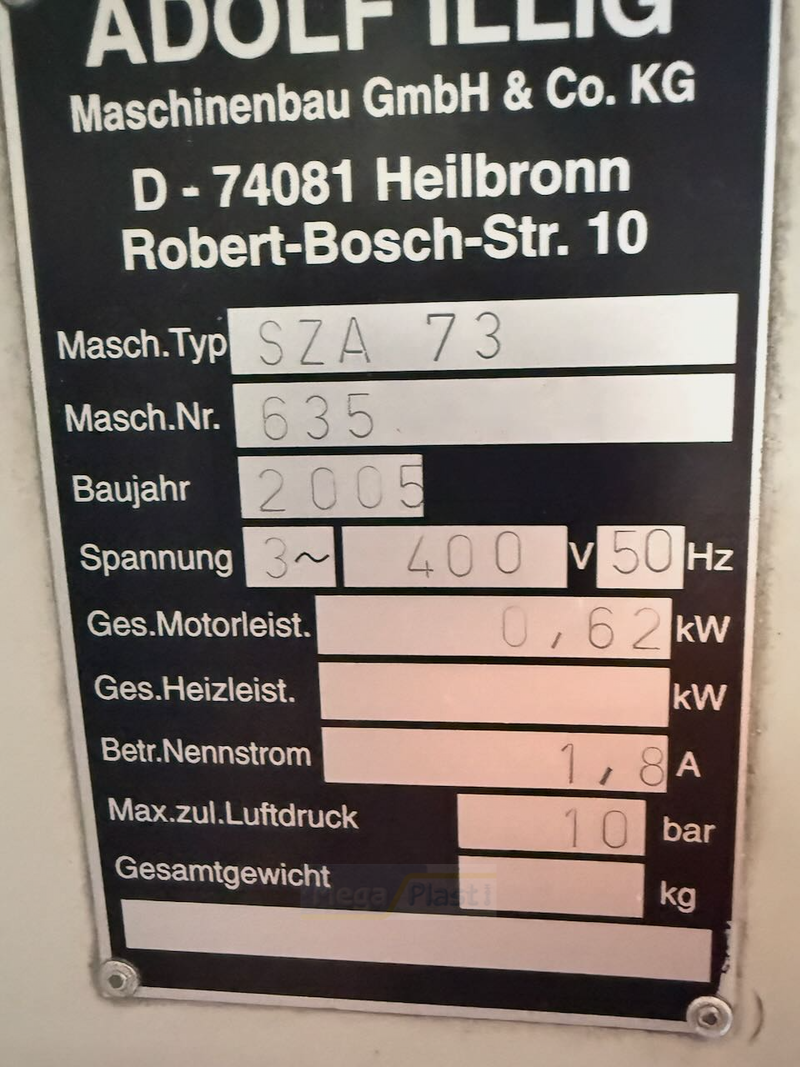 ADOLF ILLIG
Maschinenbau GmbH & Co. KG
D - 74081 Heilbronn
Robert-Bosch-Str. 10
Masch.Typ SZA 73
Masch.Nr. 635
Baujahr 2005
Spannung 3~ 400 V 50 Hz
Ges.Motorleist. 0,62 kW
Ges.Heizleist. kW
Betr.Nennstrom 1,8 A
Max.zul.Luftdruck 10 bar
Gesamtgewicht kg
Mega Plast